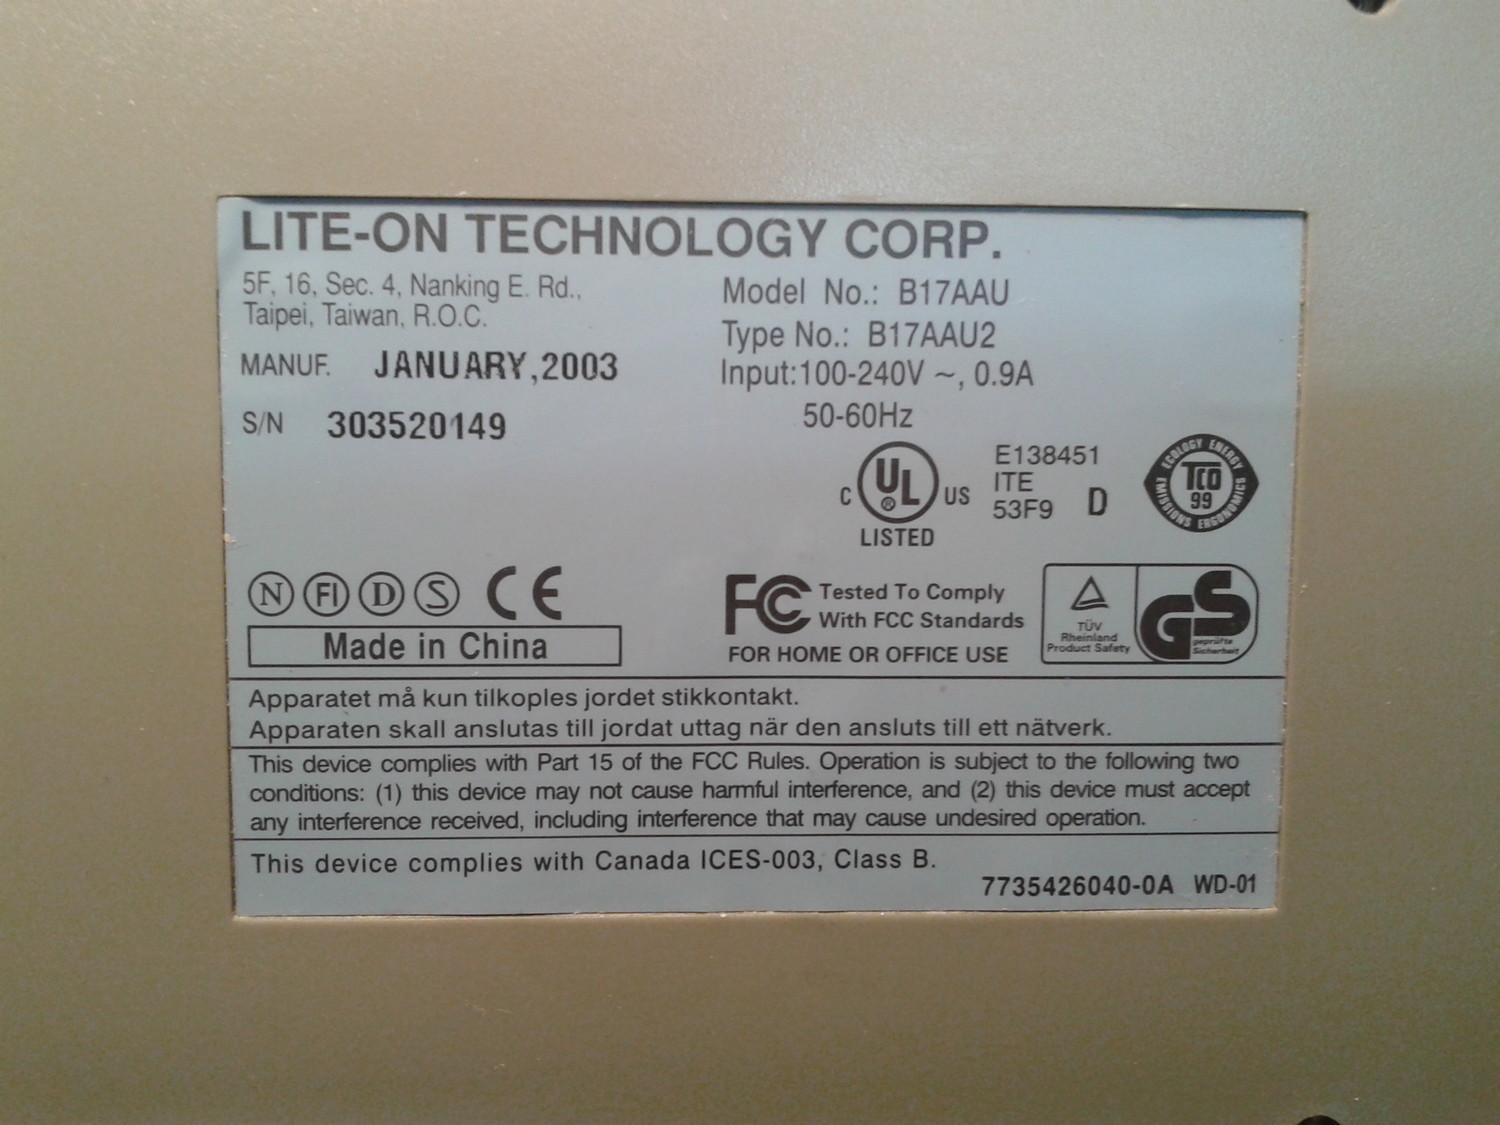 LITE-ON TECHNOLOGY CORP.
5F, 16, Sec. 4, Nanking E. Rd.,
Taipei, Taiwan, R.O.C.
MANUF. JANUARY,2003
S/N 303520149
Model No.: B17AAU
Type No.: B17AAU2
Input:100-240V ~, 0.9A
50-60Hz
C UL ® US
LISTED
E138451
ITE
53F9 D
ECOLOGY ENERGY
TCO
99
EMISSIONS ERGONOMICS
N FI D S CE
Made in China
FC Tested To Comply
With FCC Standards
FOR HOME OR OFFICE USE
TÜV
Rheinland
Product Safety
GS
geprüfte
Sicherheit
Apparatet må kun tilkoples jordet stikkontakt.
Apparaten skall anslutas till jordat uttag när den ansluts till ett nätverk.
This device complies with Part 15 of the FCC Rules. Operation is subject to the following two
conditions: (1) this device may not cause harmful interference, and (2) this device must accept
any interference received, including interference that may cause undesired operation.
This device complies with Canada ICES-003, Class B.
7735426040-0A WD-01